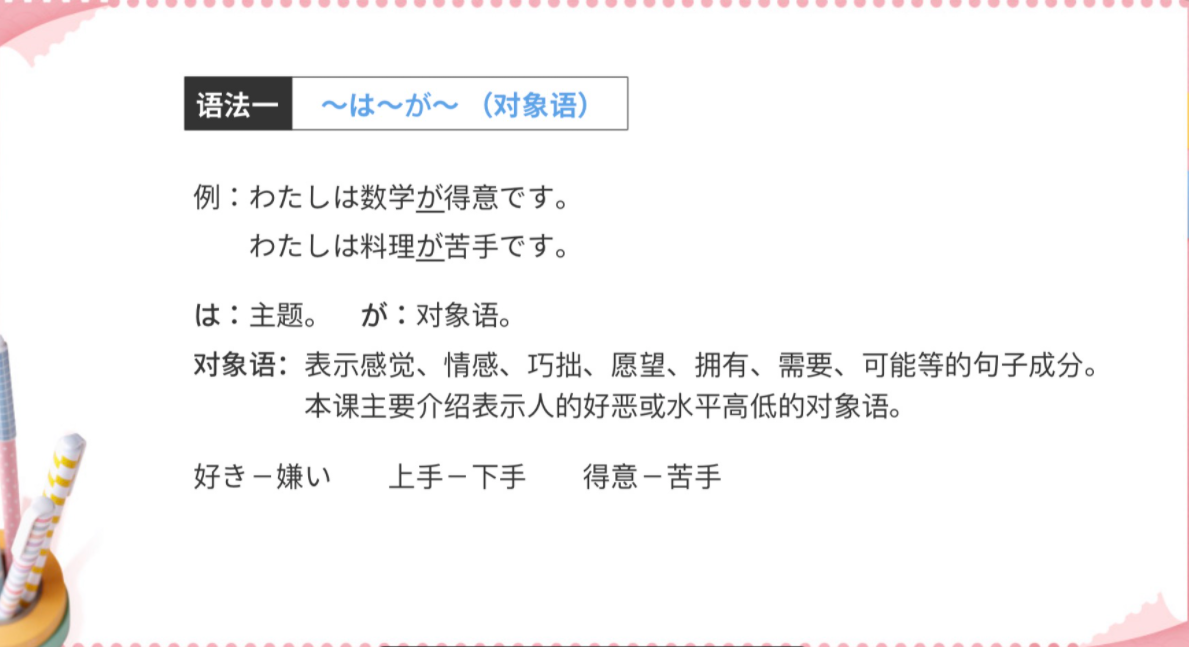 语法一 ～は～が～（对象语）
例：わたしは数学が得意です。
わたしは料理が苦手です。
は：主题。 が：对象语。
对象语：表示感觉、情感、巧拙、愿望、拥有、需要、可能等的句子成分。
本课主要介绍表示人的好恶或水平高低的对象语。
好き－嫌い 上手－下手 得意－苦手